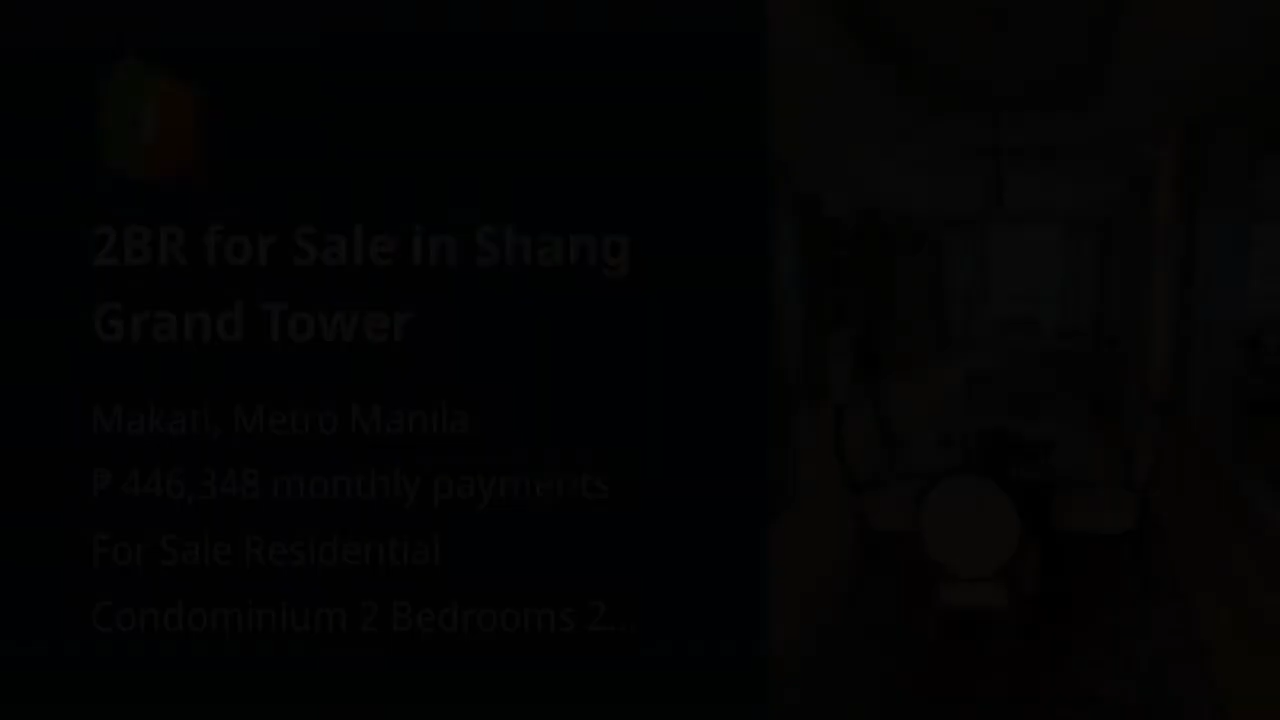 2BR for Sale in Shang
Grand Tower
Makati, Metro Manila
₱ 446,348 monthly payments
For Sale Residential
Condominium 2 Bedrooms 2...